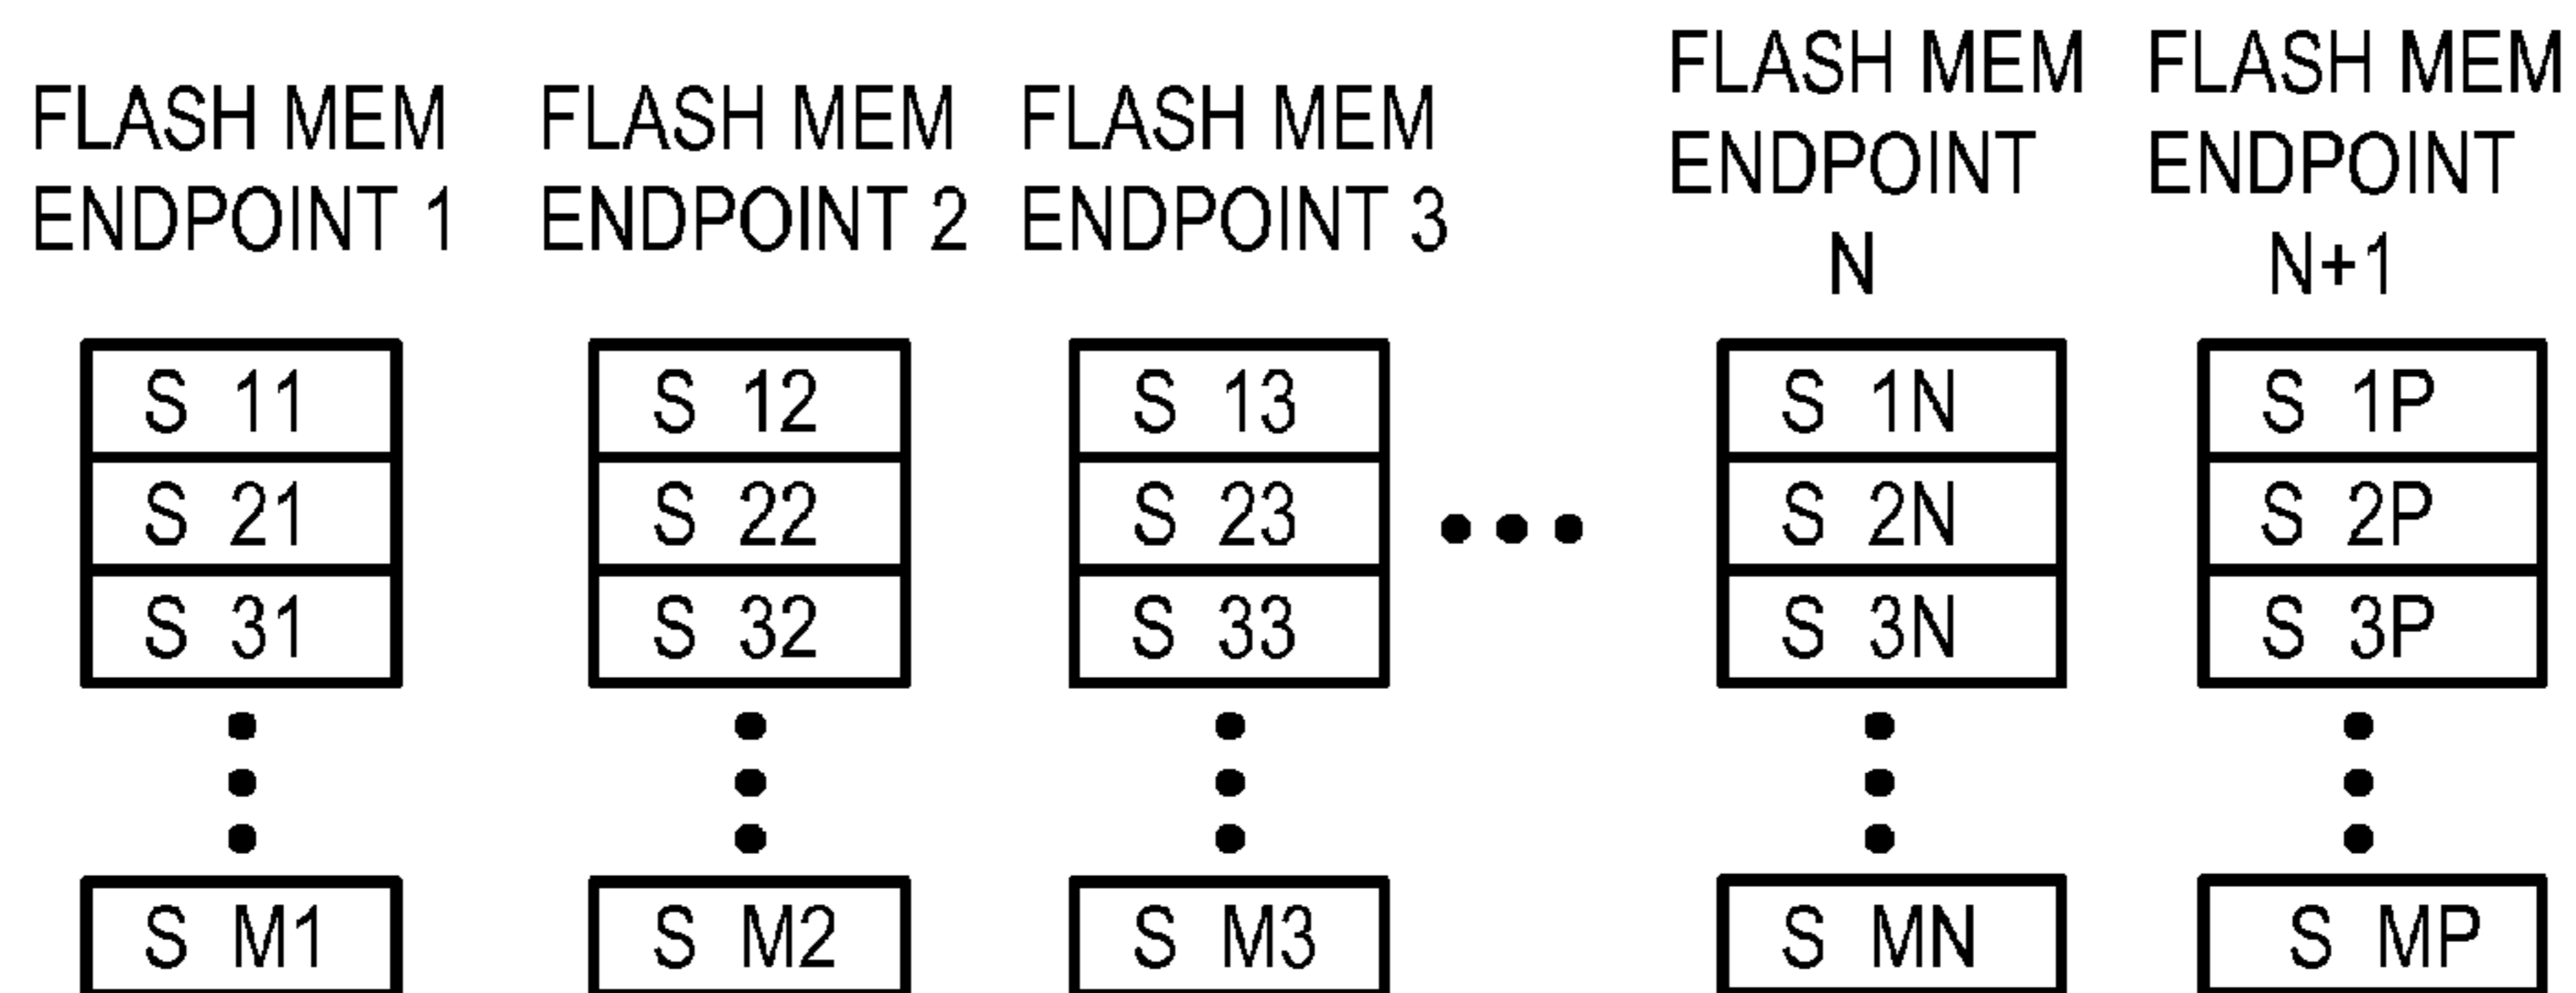 FLASH MEM
ENDPOINT 1
FLASH MEM
ENDPOINT 2
FLASH MEM
ENDPOINT 3
FLASH MEM
ENDPOINT
N
FLASH MEM
ENDPOINT
N+1
S 11
S 21
S 31
S M1
S 12
S 22
S 32
S M2
S 13
S 23
S 33
S M3
S 1N
S 2N
S 3N
S MN
S 1P
S 2P
S 3P
S MP